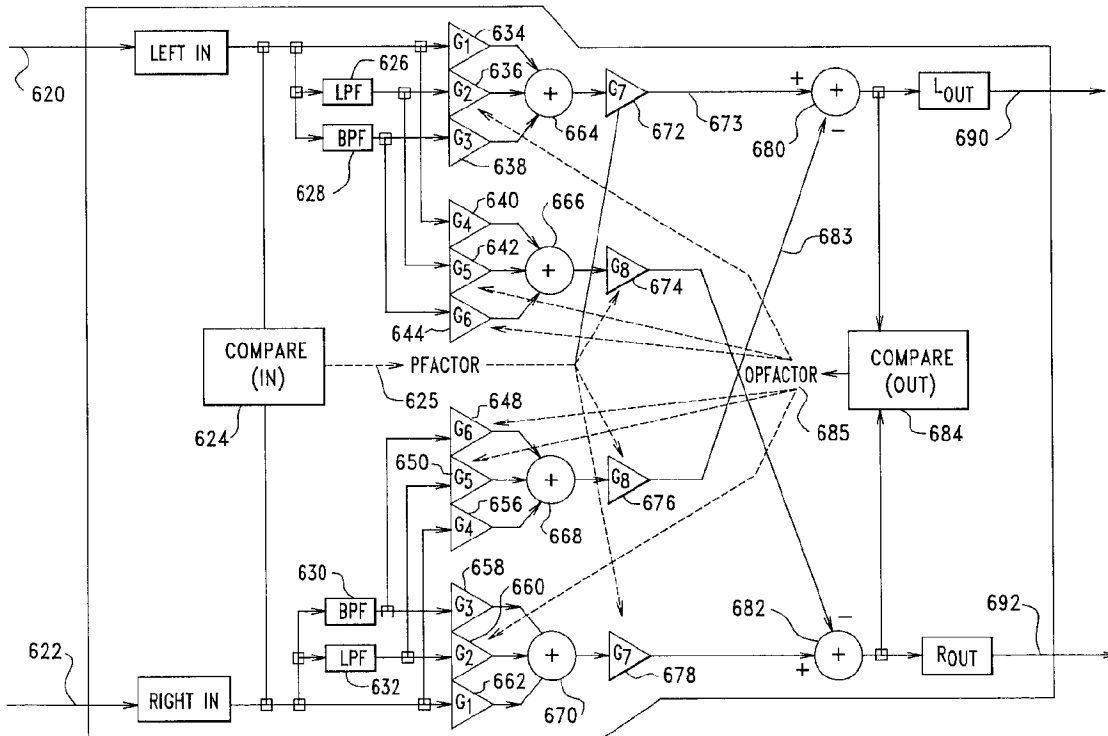 620
LEFT IN
626
LPF
BPF
628
G1
634
G2
636
G3
638
+
664
G7
672
673
+
+
680
−
LOUT
690
G4
640
G5
642
G6
644
+
666
G8
674
683
COMPARE
(IN)
624
PFACTOR
625
OPFACTOR
685
COMPARE
(OUT)
684
G6
648
650
G5
656
G4
+
668
G8
676
630
BPF
LPF
632
G3
658
G2
660
G1
662
+
670
G7
678
682
−
+
+
ROUT
692
622
RIGHT IN